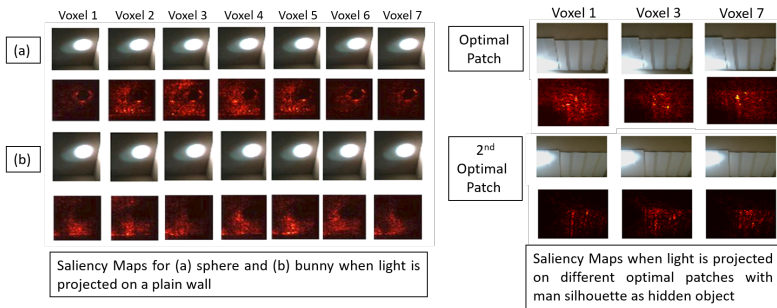 Voxel 1 Voxel 2 Voxel 3 Voxel 4 Voxel 5 Voxel 6 Voxel 7
(a)
(b)
Saliency Maps for (a) sphere and (b) bunny when light is
projected on a plain wall
Voxel 1 Voxel 3 Voxel 7
Optimal
Patch
2nd
Optimal
Patch
Saliency Maps when light is projected
on different optimal patches with
man silhouette as hidden object